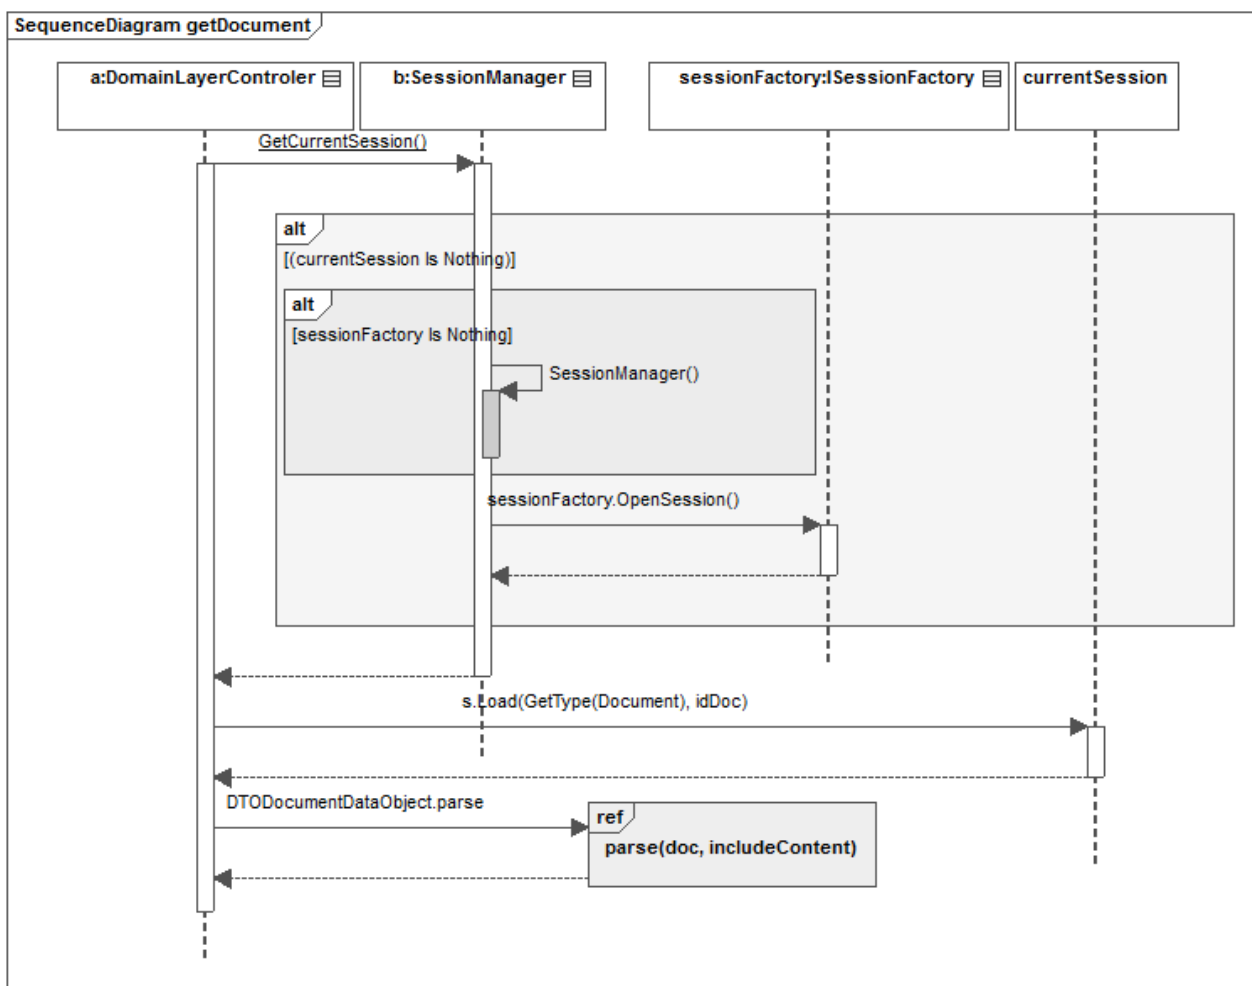 SequenceDiagram getDocument
a:DomainLayerControler
b:SessionManager
sessionFactory:ISessionFactory
currentSession
GetCurrentSession()
alt
[(currentSession Is Nothing)]
alt
[sessionFactory Is Nothing]
SessionManager()
sessionFactory.OpenSession()
s.Load(GetType(Document), idDoc)
DTODocumentDataObject.parse
ref
parse(doc, includeContent)